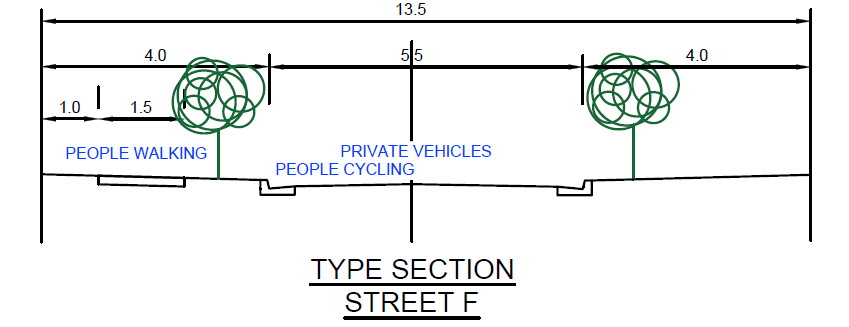 13.5
4.0 5.5 4.0
1.0 1.5
PEOPLE WALKING PRIVATE VEHICLES
PEOPLE CYCLING
TYPE SECTION
STREET F